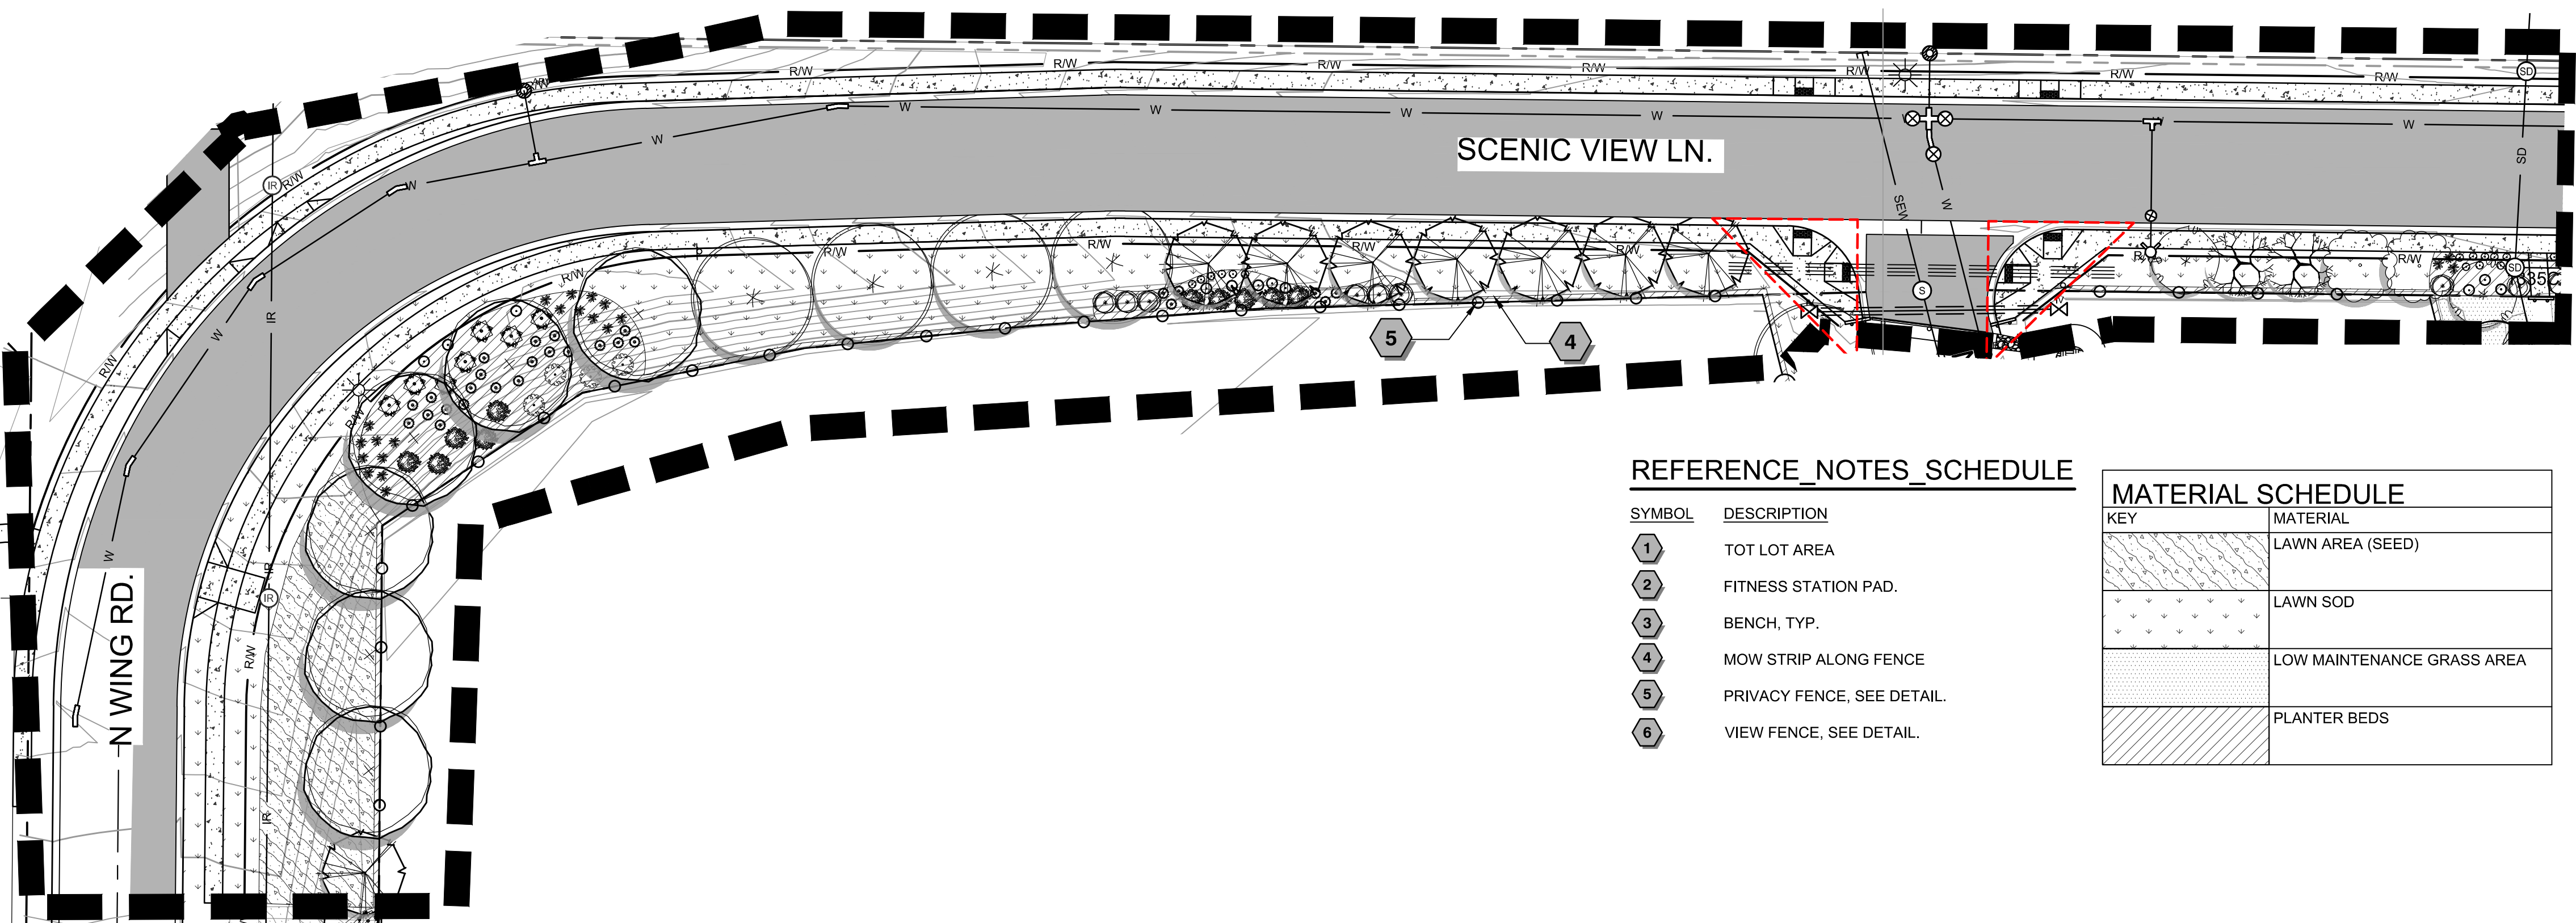 R/W
R/W
R/W
R/W
R/W
R/W
R/W
SD
W
W
W
W
W
W
SCENIC VIEW LN.
SD
IR
R/W
W
SEW
W
R/W
R/W
R/W
R/W
R/W
R/W
SD
S
IR
W
R/W
5
4
R/W
W
IR
IR
R/W
IR
N WING RD.
REFERENCE_NOTES_SCHEDULE
SYMBOL DESCRIPTION
1 TOT LOT AREA
2 FITNESS STATION PAD.
3 BENCH, TYP.
4 MOW STRIP ALONG FENCE
5 PRIVACY FENCE, SEE DETAIL.
6 VIEW FENCE, SEE DETAIL.
MATERIAL SCHEDULE
KEY MATERIAL
LAWN AREA (SEED)
LAWN SOD
LOW MAINTENANCE GRASS AREA
PLANTER BEDS